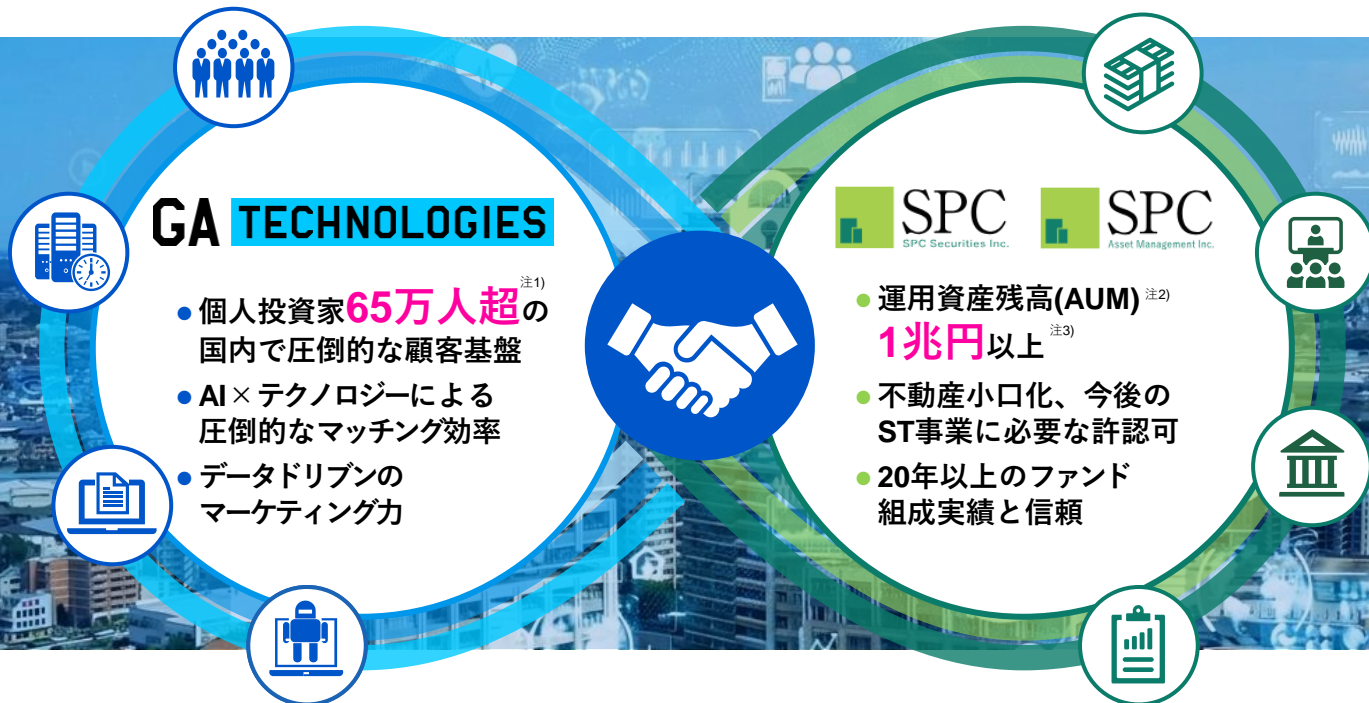 GA TECHNOLOGIES
● 個人投資家65万人超注1)の
国内で圧倒的な顧客基盤
● AI×テクノロジーによる
圧倒的なマッチング効率
● データドリブンの
マーケティング力
SPC
SPC Securities Inc.
SPC
Asset Management Inc.
● 運用資産残高(AUM) 注2)
1兆円以上 注3)
● 不動産小口化、今後の
ST事業に必要な許認可
● 20年以上のファンド
組成実績と信頼